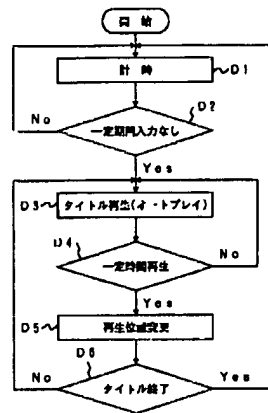 開始
計時
D1
D2
一定期間入力なし
No
Yes
D3
タイトル再生(オートプレイ)
D4
一定時間再生
No
Yes
D5
再生位置変更
D6
No
タイトル終了
Yes